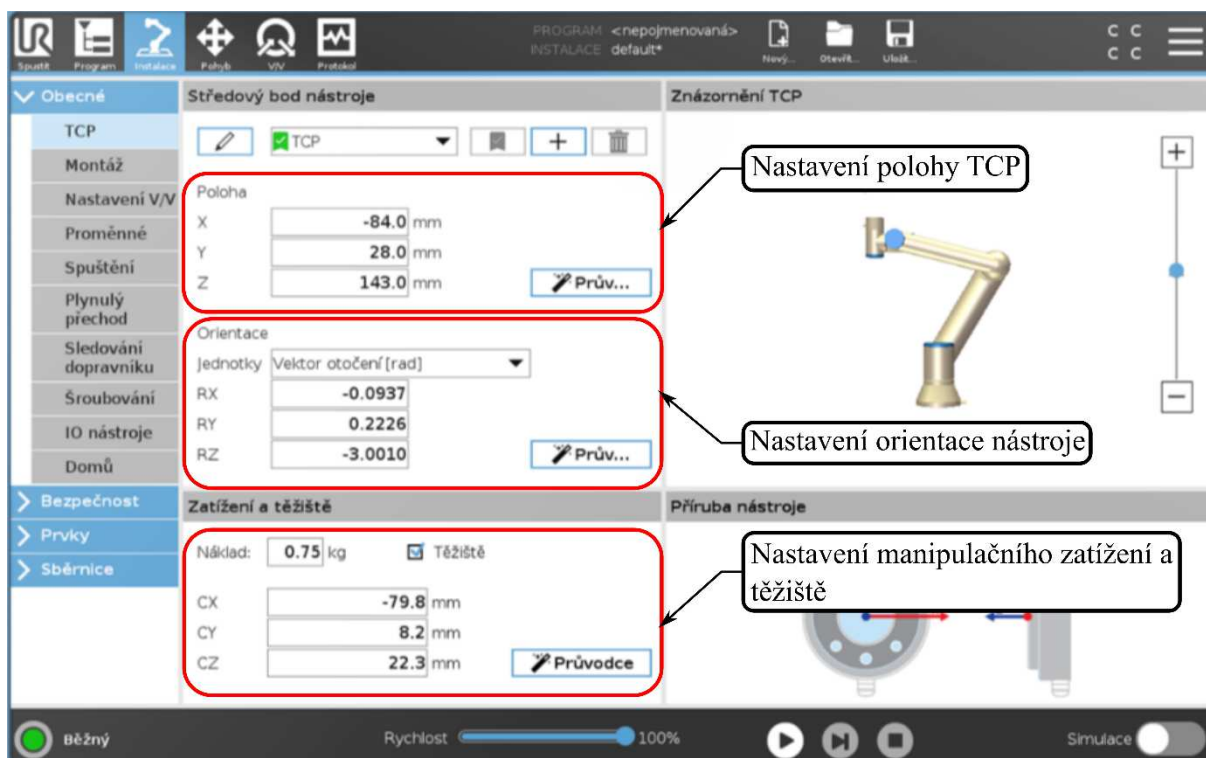 PROGRAM <nepojmenovaná>
INSTALACE default*
C C
C C
UR
Spustit Program Instalace Pohyb V/V Protokol Nový... Otevřít... Uložit...
Obecné
TCP
Montáž
Nastavení V/V
Proměnné
Spuštění
Plynulý
přechod
Sledování
dopravníku
Šroubování
IO nástroje
Domů
Bezpečnost
Prvky
Sběrnice
Středový bod nástroje
TCP
+
Poloha
X -84.0 mm
Y 28.0 mm
Z 143.0 mm Prův...
Orientace
Jednotky Vektor otočení [rad]
RX -0.0937
RY 0.2226
RZ -3.0010 Prův...
Zatížení a těžiště
Náklad: 0.75 kg Těžiště
CX -79.8 mm
CY 8.2 mm
CZ 22.3 mm Průvodce
Znázornění TCP
Nastavení polohy TCP
+
Nastavení orientace nástroje
−
Příruba nástroje
Nastavení manipulačního zatížení a
těžiště
Běžný Rychlost 100% Simulace